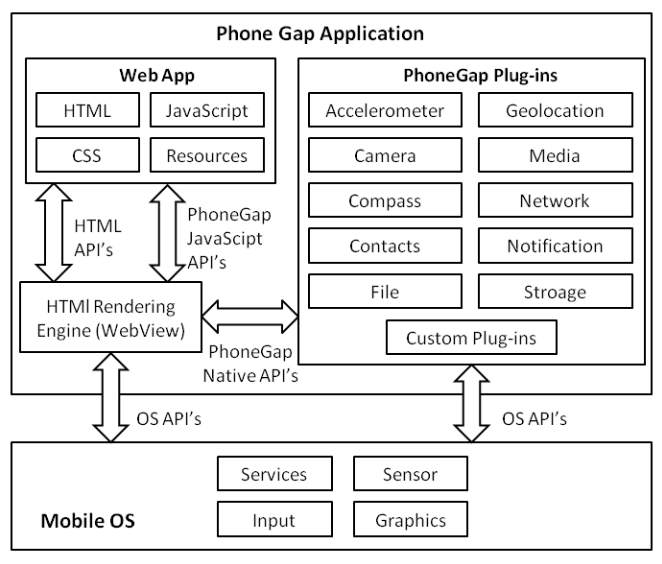 Phone Gap Application
Web App
HTML
JavaScript
CSS
Resources
PhoneGap Plug-ins
Accelerometer
Geolocation
Camera
Media
Compass
Network
Contacts
Notification
File
Stroage
Custom Plug-ins
HTML
API's
PhoneGap
JavaScipt
API's
HTMl Rendering
Engine (WebView)
PhoneGap
Native API's
OS API's
OS API's
Mobile OS
Services
Sensor
Input
Graphics